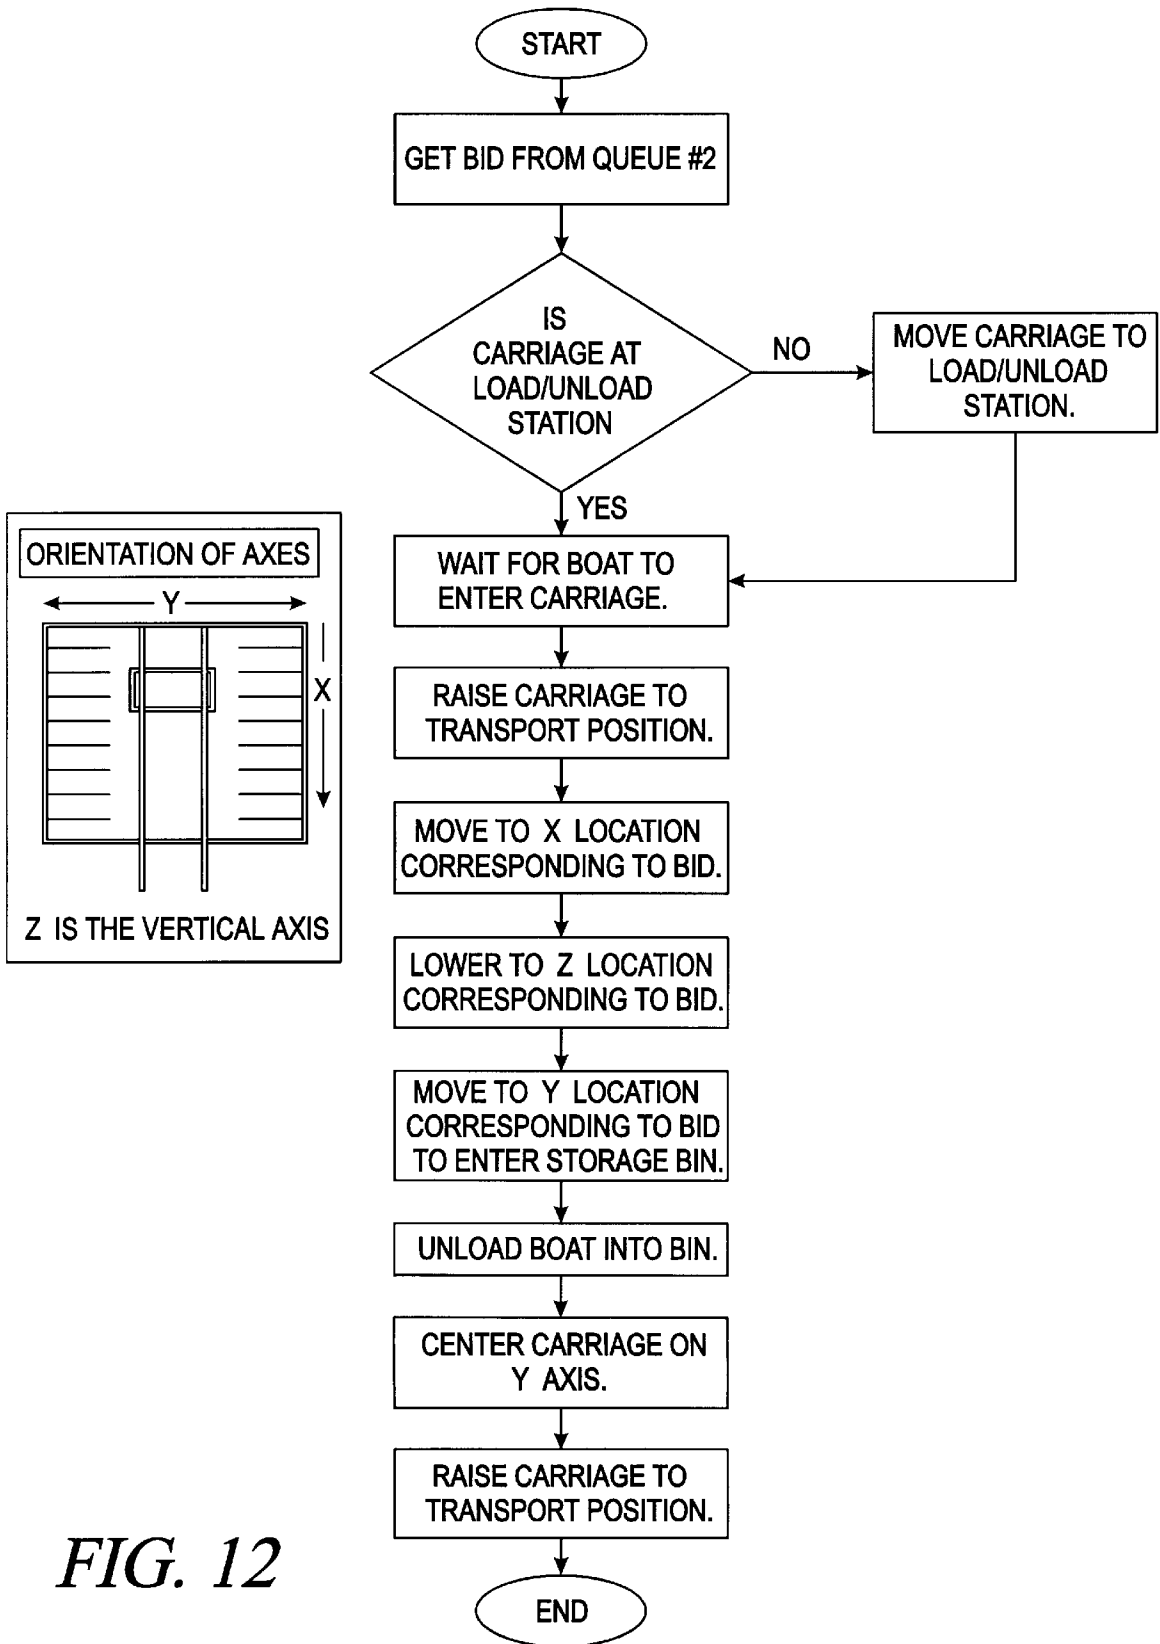 START
GET BID FROM QUEUE #2
IS
CARRIAGE AT
LOAD/UNLOAD
STATION
NO
MOVE CARRIAGE TO
LOAD/UNLOAD
STATION.
YES
WAIT FOR BOAT TO
ENTER CARRIAGE.
ORIENTATION OF AXES
Y
X
Z IS THE VERTICAL AXIS
RAISE CARRIAGE TO
TRANSPORT POSITION.
MOVE TO X LOCATION
CORRESPONDING TO BID.
LOWER TO Z LOCATION
CORRESPONDING TO BID.
MOVE TO Y LOCATION
CORRESPONDING TO BID
TO ENTER STORAGE BIN.
UNLOAD BOAT INTO BIN.
CENTER CARRIAGE ON
Y AXIS.
RAISE CARRIAGE TO
TRANSPORT POSITION.
END
FIG. 12